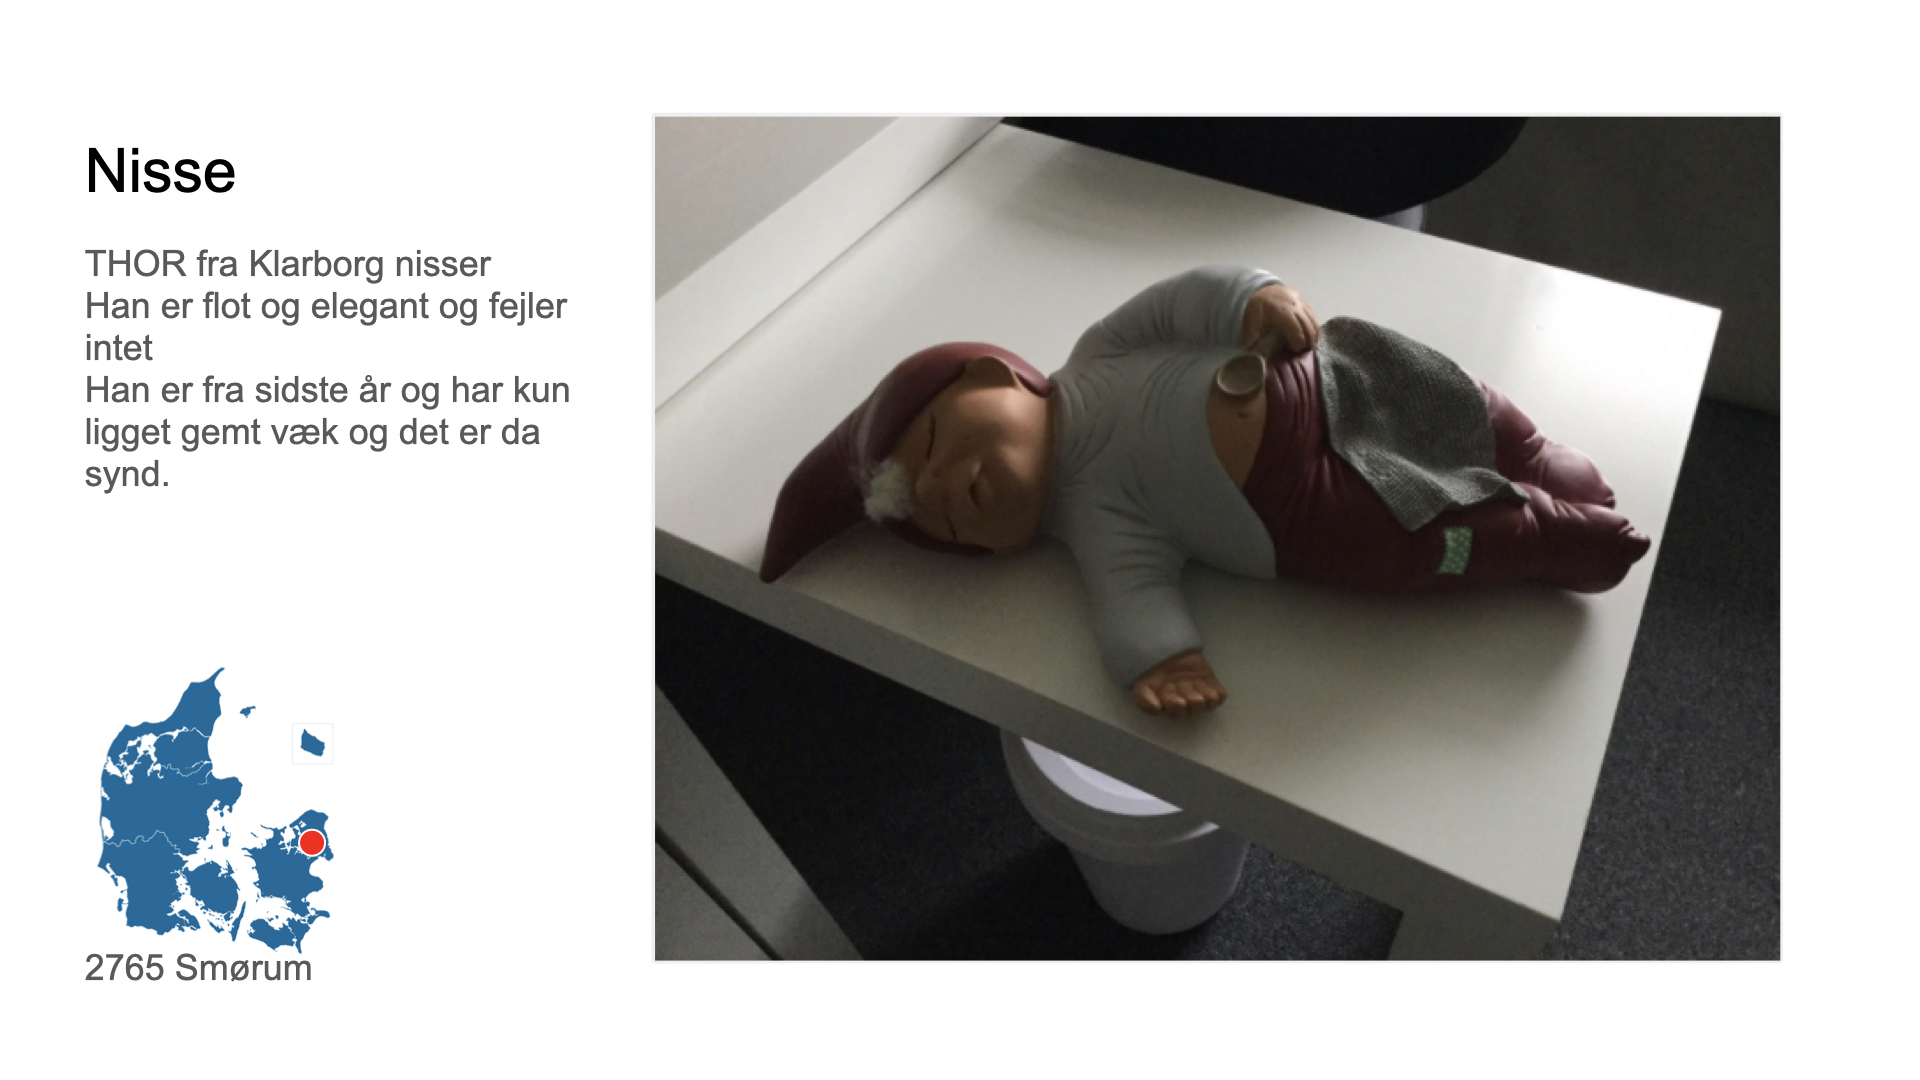 Nisse
THOR fra Klarborg nisser
Han er flot og elegant og fejler
intet
Han er fra sidste år og har kun
ligget gemt væk og det er da
synd.
2765 Smørum